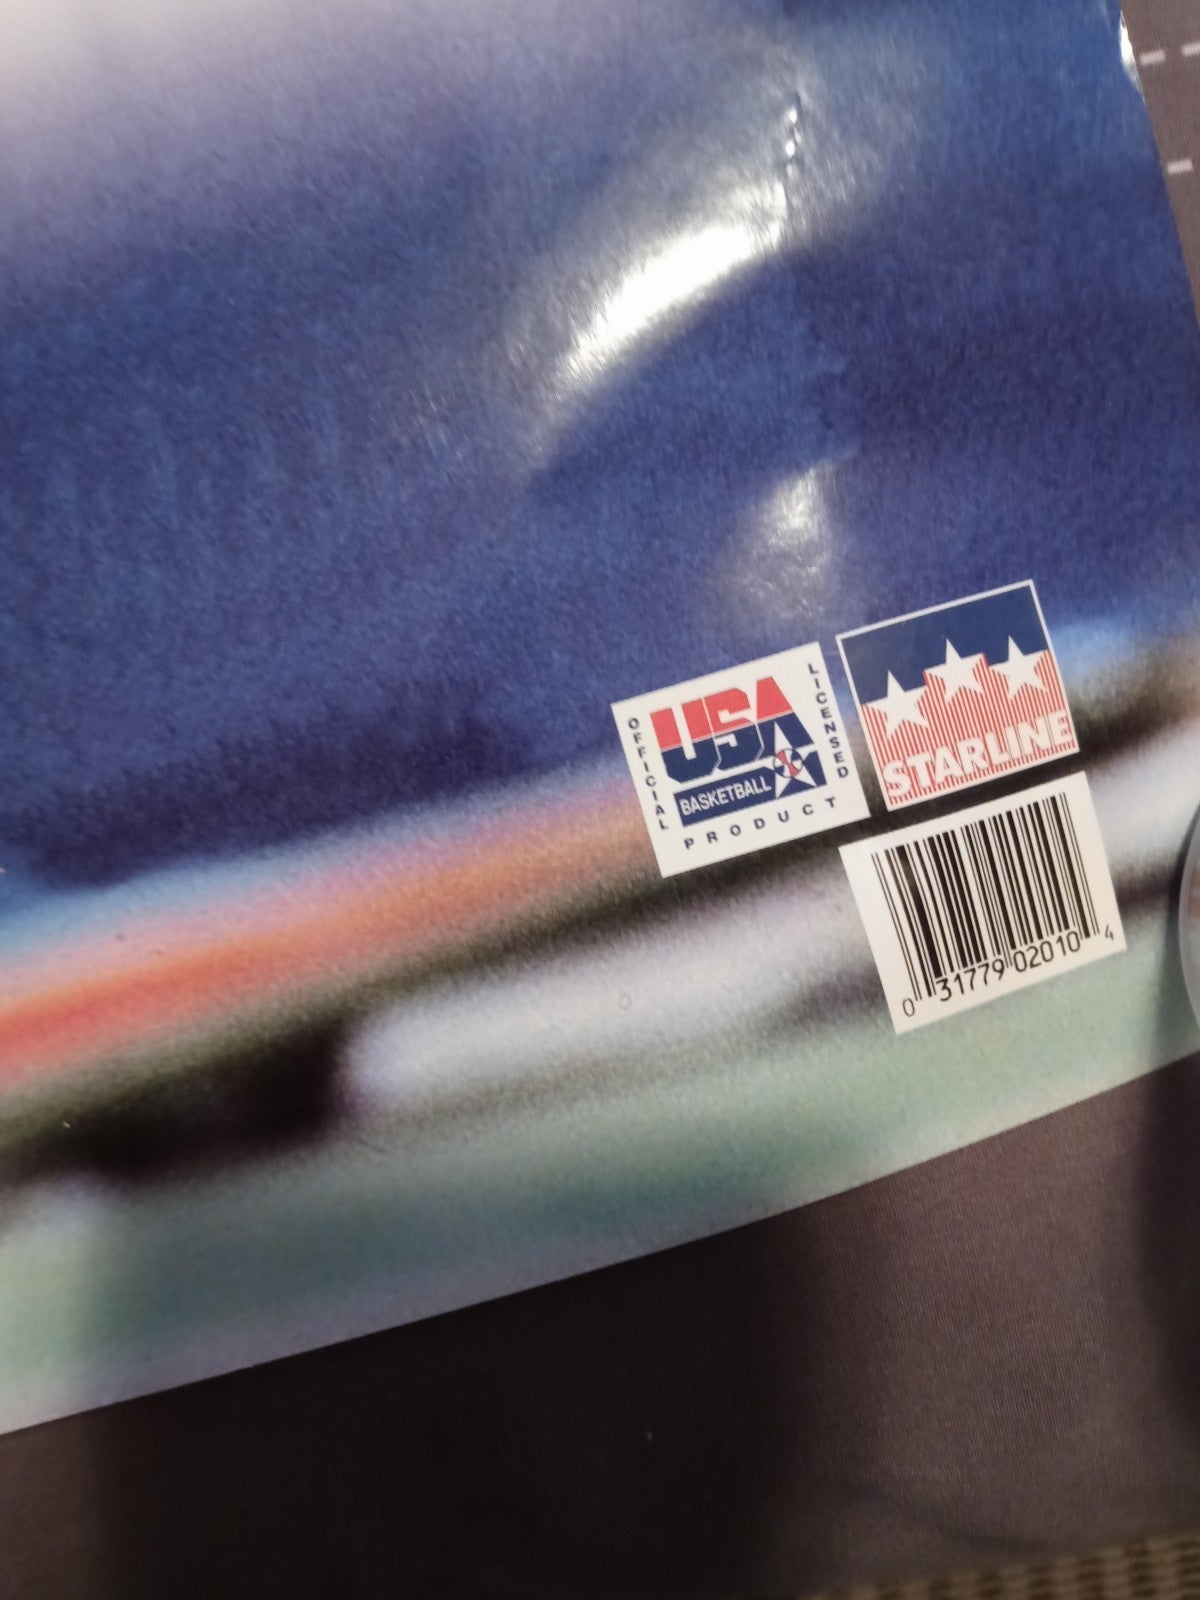 OFFICIAL
USA
BASKETBALL
LICENSED
PRODUCT
STARLINE
0 31779 02010 4